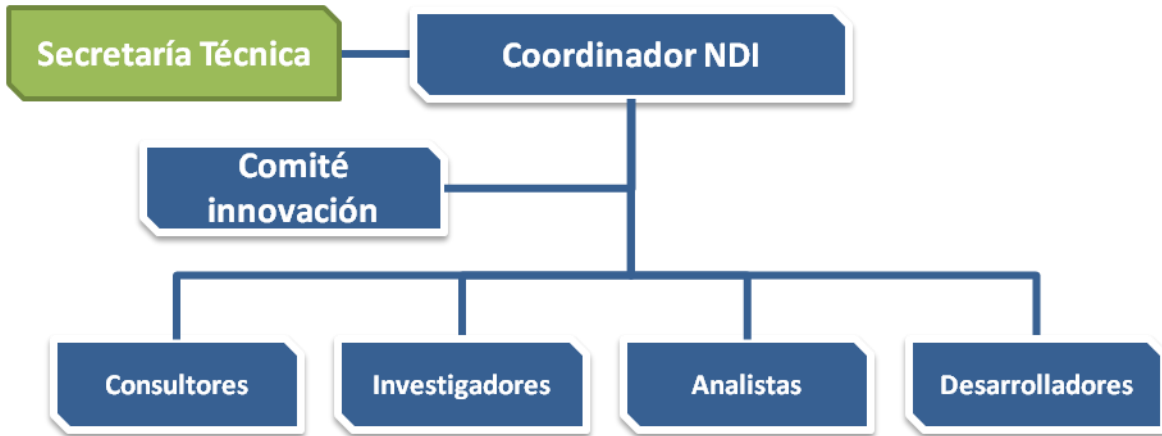 Secretaría Técnica
Coordinador NDI
Comité
innovación
Consultores
Investigadores
Analistas
Desarrolladores